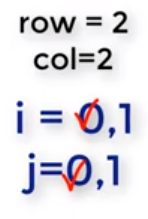 row = 2
col=2
i = 0,1
j=0,1